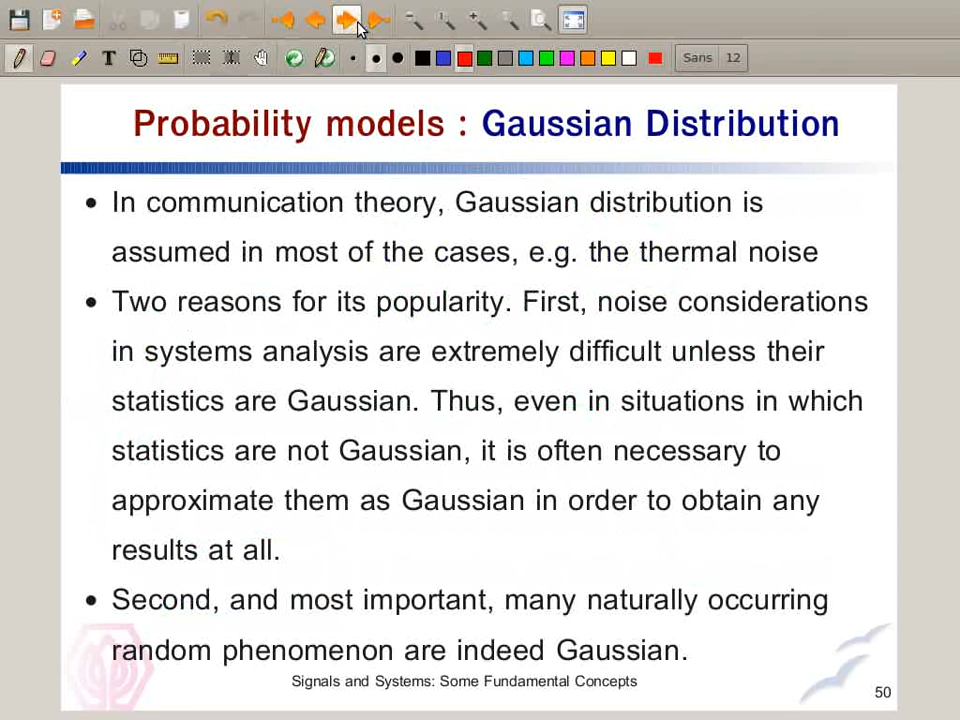 T
Sans 12
Probability models : Gaussian Distribution
• In communication theory, Gaussian distribution is
assumed in most of the cases, e.g. the thermal noise
• Two reasons for its popularity. First, noise considerations
in systems analysis are extremely difficult unless their
statistics are Gaussian. Thus, even in situations in which
statistics are not Gaussian, it is often necessary to
approximate them as Gaussian in order to obtain any
results at all.
• Second, and most important, many naturally occurring
random phenomenon are indeed Gaussian.
Signals and Systems: Some Fundamental Concepts
50